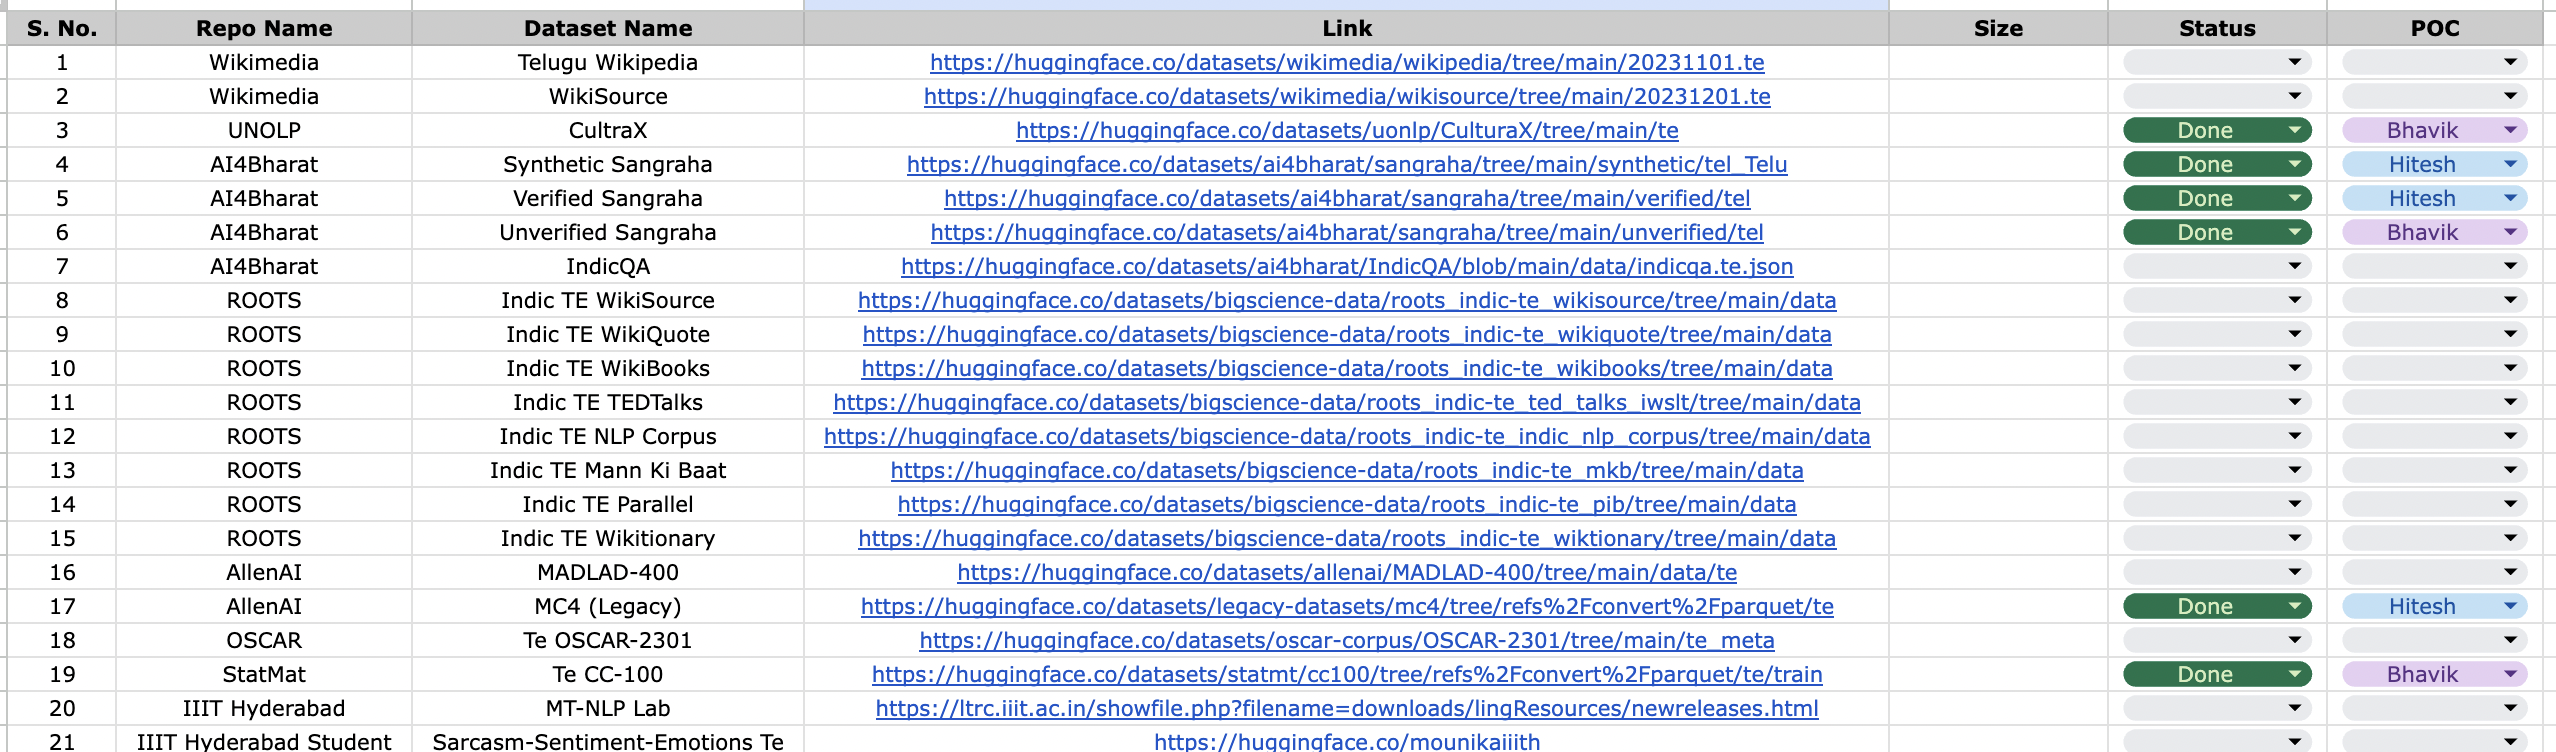 S. No. Repo Name Dataset Name Link Size Status POC
1 Wikimedia Telugu Wikipedia https://huggingface.co/datasets/wikimedia/wikipedia/tree/main/20231101.te
2 Wikimedia WikiSource https://huggingface.co/datasets/wikimedia/wikisource/tree/main/20231201.te
3 UNOLP CultraX https://huggingface.co/datasets/uonlp/CulturaX/tree/main/te Done Bhavik
4 AI4Bharat Synthetic Sangraha https://huggingface.co/datasets/ai4bharat/sangraha/tree/main/synthetic/tel_Telu Done Hitesh
5 AI4Bharat Verified Sangraha https://huggingface.co/datasets/ai4bharat/sangraha/tree/main/verified/tel Done Hitesh
6 AI4Bharat Unverified Sangraha https://huggingface.co/datasets/ai4bharat/sangraha/tree/main/unverified/tel Done Bhavik
7 AI4Bharat IndicQA https://huggingface.co/datasets/ai4bharat/IndicQA/blob/main/data/indicqa.te.json
8 ROOTS Indic TE WikiSource https://huggingface.co/datasets/bigscience-data/roots_indic-te_wikisource/tree/main/data
9 ROOTS Indic TE WikiQuote https://huggingface.co/datasets/bigscience-data/roots_indic-te_wikiquote/tree/main/data
10 ROOTS Indic TE WikiBooks https://huggingface.co/datasets/bigscience-data/roots_indic-te_wikibooks/tree/main/data
11 ROOTS Indic TE TEDTalks https://huggingface.co/datasets/bigscience-data/roots_indic-te_ted_talks_iwslt/tree/main/data
12 ROOTS Indic TE NLP Corpus https://huggingface.co/datasets/bigscience-data/roots_indic-te_indic_nlp_corpus/tree/main/data
13 ROOTS Indic TE Mann Ki Baat https://huggingface.co/datasets/bigscience-data/roots_indic-te_mkb/tree/main/data
14 ROOTS Indic TE Parallel https://huggingface.co/datasets/bigscience-data/roots_indic-te_pib/tree/main/data
15 ROOTS Indic TE Wikitionary https://huggingface.co/datasets/bigscience-data/roots_indic-te_wiktionary/tree/main/data
16 AllenAI MADLAD-400 https://huggingface.co/datasets/allenai/MADLAD-400/tree/main/data/te
17 AllenAI MC4 (Legacy) https://huggingface.co/datasets/legacy-datasets/mc4/tree/refs%2Fconvert%2Fparquet/te Done Hitesh
18 OSCAR Te OSCAR-2301 https://huggingface.co/datasets/oscar-corpus/OSCAR-2301/tree/main/te_meta
19 StatMat Te CC-100 https://huggingface.co/datasets/statmt/cc100/tree/refs%2Fconvert%2Fparquet/te/train Done Bhavik
20 IIIT Hyderabad MT-NLP Lab https://ltrc.iiit.ac.in/showfile.php?filename=downloads/lingResources/newreleases.html
21 IIIT Hyderabad Student Sarcasm-Sentiment-Emotions Te https://huggingface.co/mounikaiiith